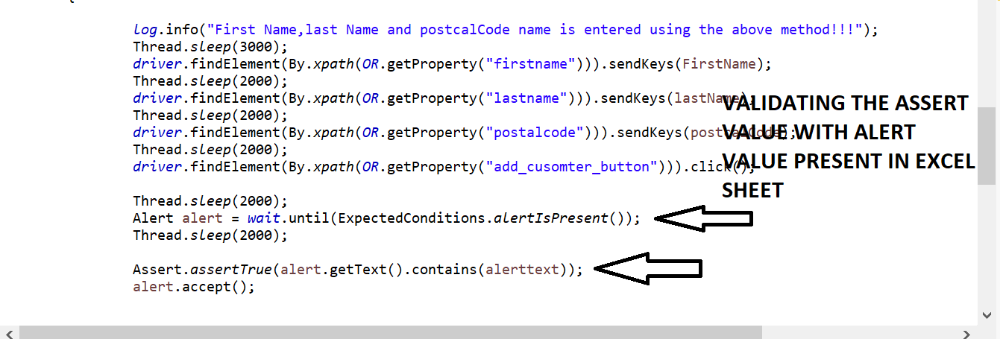 log.info("First Name,last Name and postcalCode name is entered using the above method!!!");
Thread.sleep(3000);
driver.findElement(By.xpath(OR.getProperty("firstname"))).sendKeys(FirstName);
Thread.sleep(2000);
driver.findElement(By.xpath(OR.getProperty("lastname"))).sendKeys(lastName);
Thread.sleep(2000);
driver.findElement(By.xpath(OR.getProperty("postalcode"))).sendKeys(postcalCode);
Thread.sleep(2000);
driver.findElement(By.xpath(OR.getProperty("add_cusomter_button"))).click();
VALIDATING THE ASSERT
VALUE WITH ALERT
VALUE PRESENT IN EXCEL
SHEET
Thread.sleep(2000);
Alert alert = wait.until(ExpectedConditions.alertIsPresent());
Thread.sleep(2000);
Assert.assertTrue(alert.getText().contains(alerttext));
alert.accept();